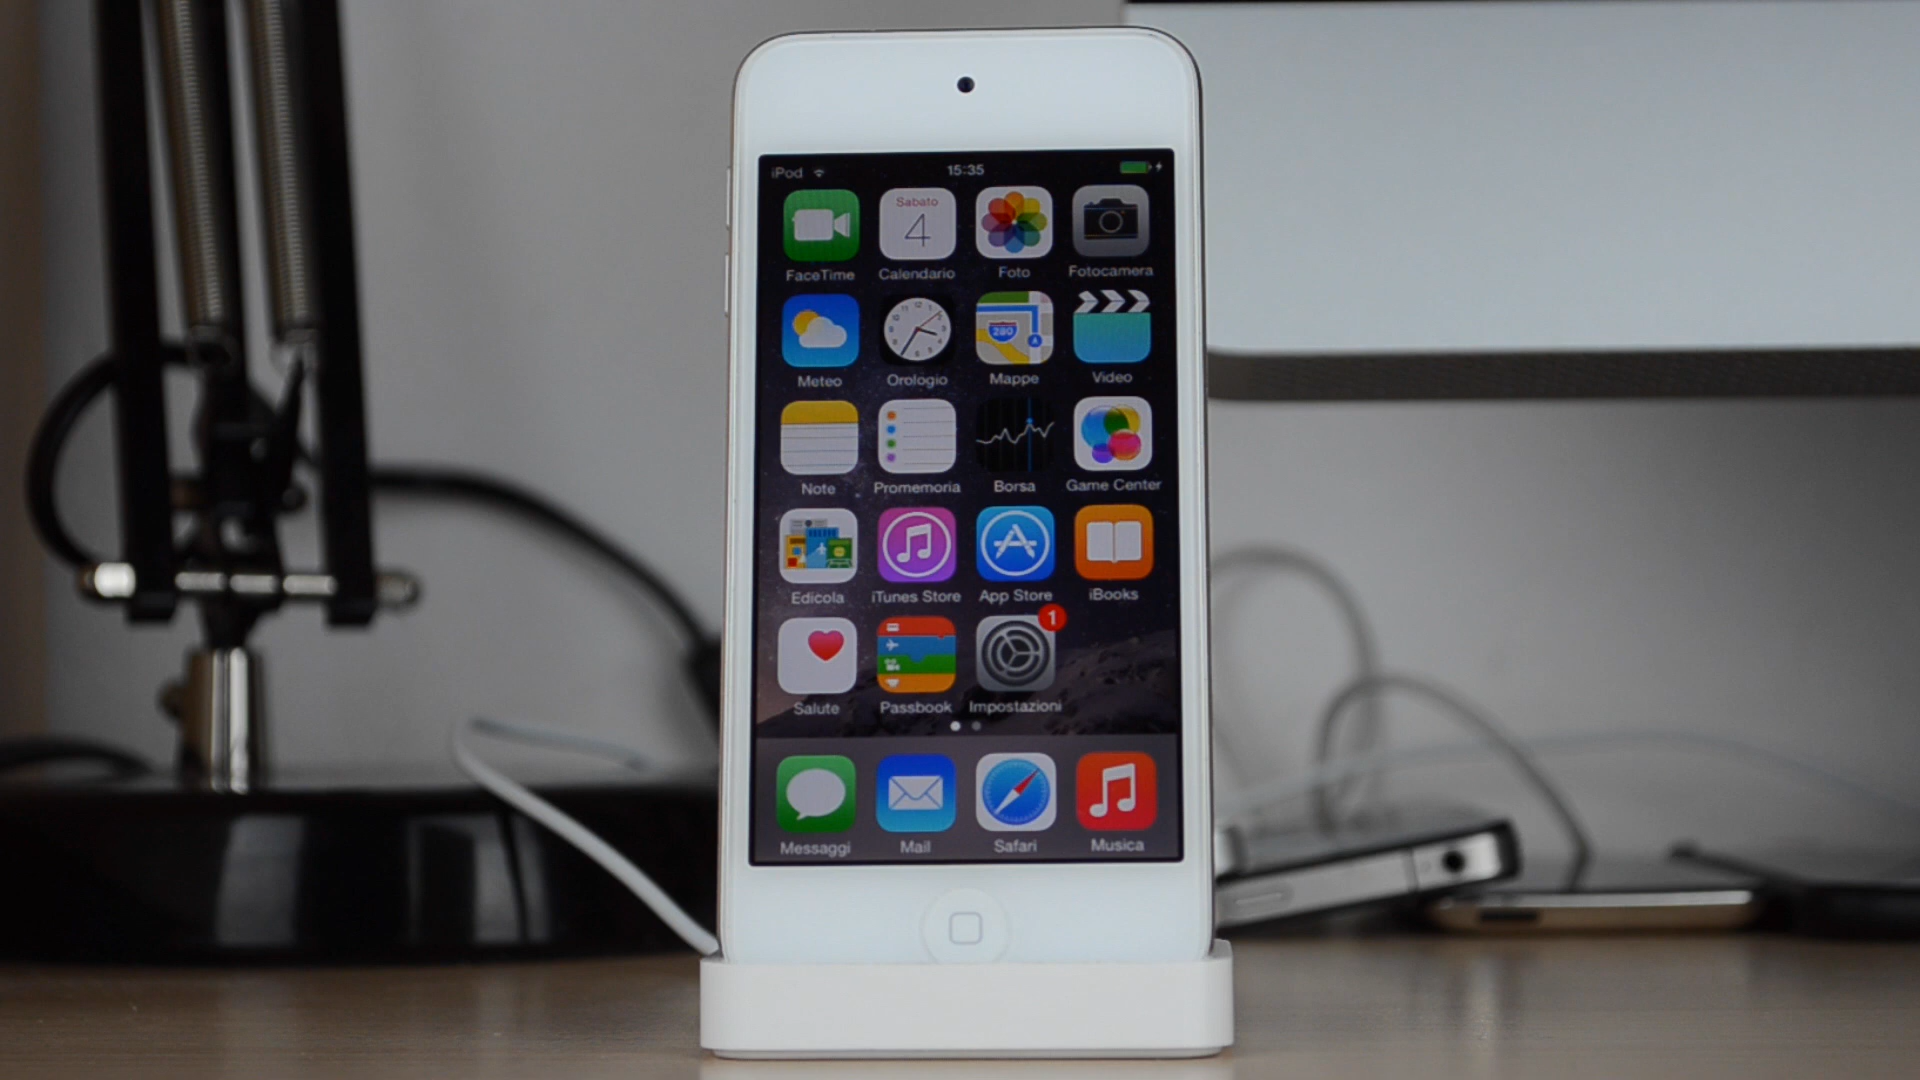 iPod 15:35
Sabato
4
FaceTime Calendario Foto Fotocamera
280
Meteo Orologio Mappe Video
Note Promemoria Borsa Game Center
Edicola iTunes Store App Store iBooks
1
Salute Passbook Impostazioni
Messaggi Mail Safari Musica